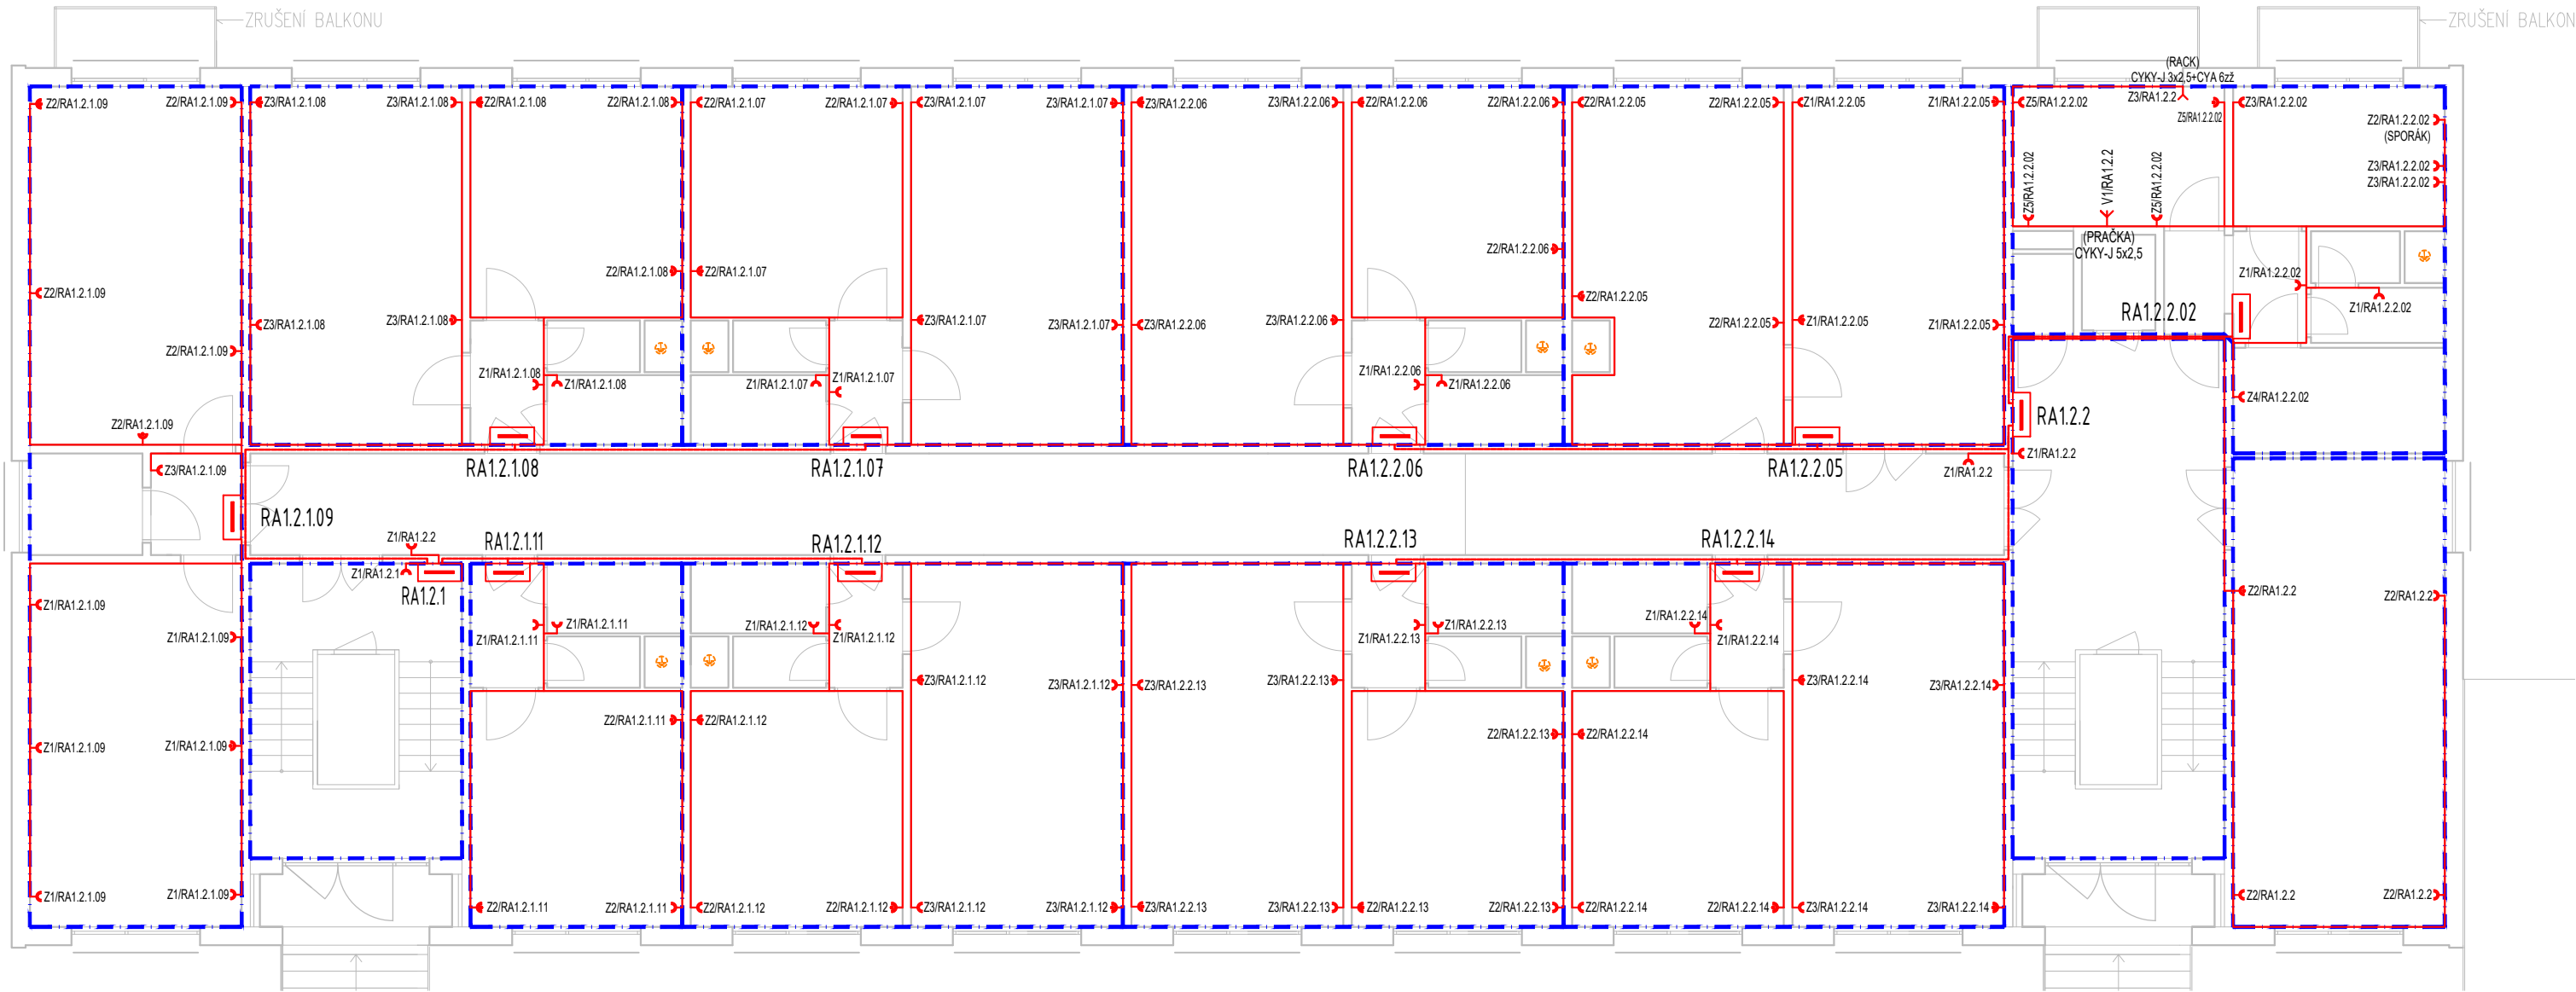 ZRUŠENÍ BALKONU
ZRUŠENÍ BALKON
(RACK)
CYKY-J 3x2,5+CYA 6zž
Z3/RA1.2.2
Z2/RA1.2.1.09
Z2/RA1.2.1.09
Z3/RA1.2.1.08
Z3/RA1.2.1.08
Z2/RA1.2.1.08
Z2/RA1.2.1.08
Z2/RA1.2.1.07
Z2/RA1.2.1.07
Z3/RA1.2.1.07
Z3/RA1.2.1.07
Z3/RA1.2.2.06
Z3/RA1.2.2.06
Z2/RA1.2.2.06
Z2/RA1.2.2.06
Z2/RA1.2.2.05
Z2/RA1.2.2.05
Z1/RA1.2.2.05
Z1/RA1.2.2.05
Z5/RA1.2.2.02
Z5/RA1.2.2.02
Z3/RA1.2.2.02
Z2/RA1.2.2.02
(SPORÁK)
Z3/RA1.2.2.02
Z3/RA1.2.2.02
Z5/RA1.2.2.02
V1/RA1.2.2
Z5/RA1.2.2.02
(PRAČKA)
CYKY-J 5x2,5
Z2/RA1.2.2.06
Z2/RA1.2.1.08
Z2/RA1.2.1.07
Z1/RA1.2.2.02
Z2/RA1.2.1.09
Z2/RA1.2.2.05
Z1/RA1.2.2.02
RA1.2.2.02
Z3/RA1.2.1.08
Z3/RA1.2.1.08
Z3/RA1.2.1.07
Z3/RA1.2.1.07
Z3/RA1.2.2.06
Z3/RA1.2.2.06
Z2/RA1.2.2.05
Z1/RA1.2.2.05
Z1/RA1.2.2.05
Z2/RA1.2.1.09
Z1/RA1.2.1.08
Z1/RA1.2.1.08
Z1/RA1.2.1.07
Z1/RA1.2.1.07
Z1/RA1.2.2.06
Z1/RA1.2.2.06
Z4/RA1.2.2.02
RA1.2.2
Z2/RA1.2.1.09
Z1/RA1.2.2
Z3/RA1.2.1.09
RA1.2.1.08
RA1.2.1.07
RA1.2.2.06
RA1.2.2.05
Z1/RA1.2.2
RA1.2.1.09
Z1/RA1.2.2
RA1.2.1.11
RA1.2.1.12
RA1.2.2.13
RA1.2.2.14
Z1/RA1.2.1
RA1.2.1
Z1/RA1.2.1.09
Z2/RA1.2.2
Z2/RA1.2.2
Z1/RA1.2.1.09
Z1/RA1.2.1.11
Z1/RA1.2.1.11
Z1/RA1.2.1.12
Z1/RA1.2.1.12
Z1/RA1.2.2.13
Z1/RA1.2.2.13
Z1/RA1.2.2.14
Z1/RA1.2.2.14
Z3/RA1.2.1.12
Z3/RA1.2.1.12
Z3/RA1.2.2.13
Z3/RA1.2.2.13
Z3/RA1.2.2.14
Z3/RA1.2.2.14
Z2/RA1.2.1.11
Z2/RA1.2.1.12
Z2/RA1.2.2.13
Z2/RA1.2.2.14
Z1/RA1.2.1.09
Z1/RA1.2.1.09
Z1/RA1.2.1.09
Z1/RA1.2.1.09
Z2/RA1.2.1.11
Z2/RA1.2.1.11
Z2/RA1.2.1.12
Z2/RA1.2.1.12
Z3/RA1.2.1.12
Z3/RA1.2.1.12
Z3/RA1.2.2.13
Z3/RA1.2.2.13
Z2/RA1.2.2.13
Z2/RA1.2.2.13
Z2/RA1.2.2.14
Z2/RA1.2.2.14
Z3/RA1.2.2.14
Z3/RA1.2.2.14
Z2/RA1.2.2
Z2/RA1.2.2